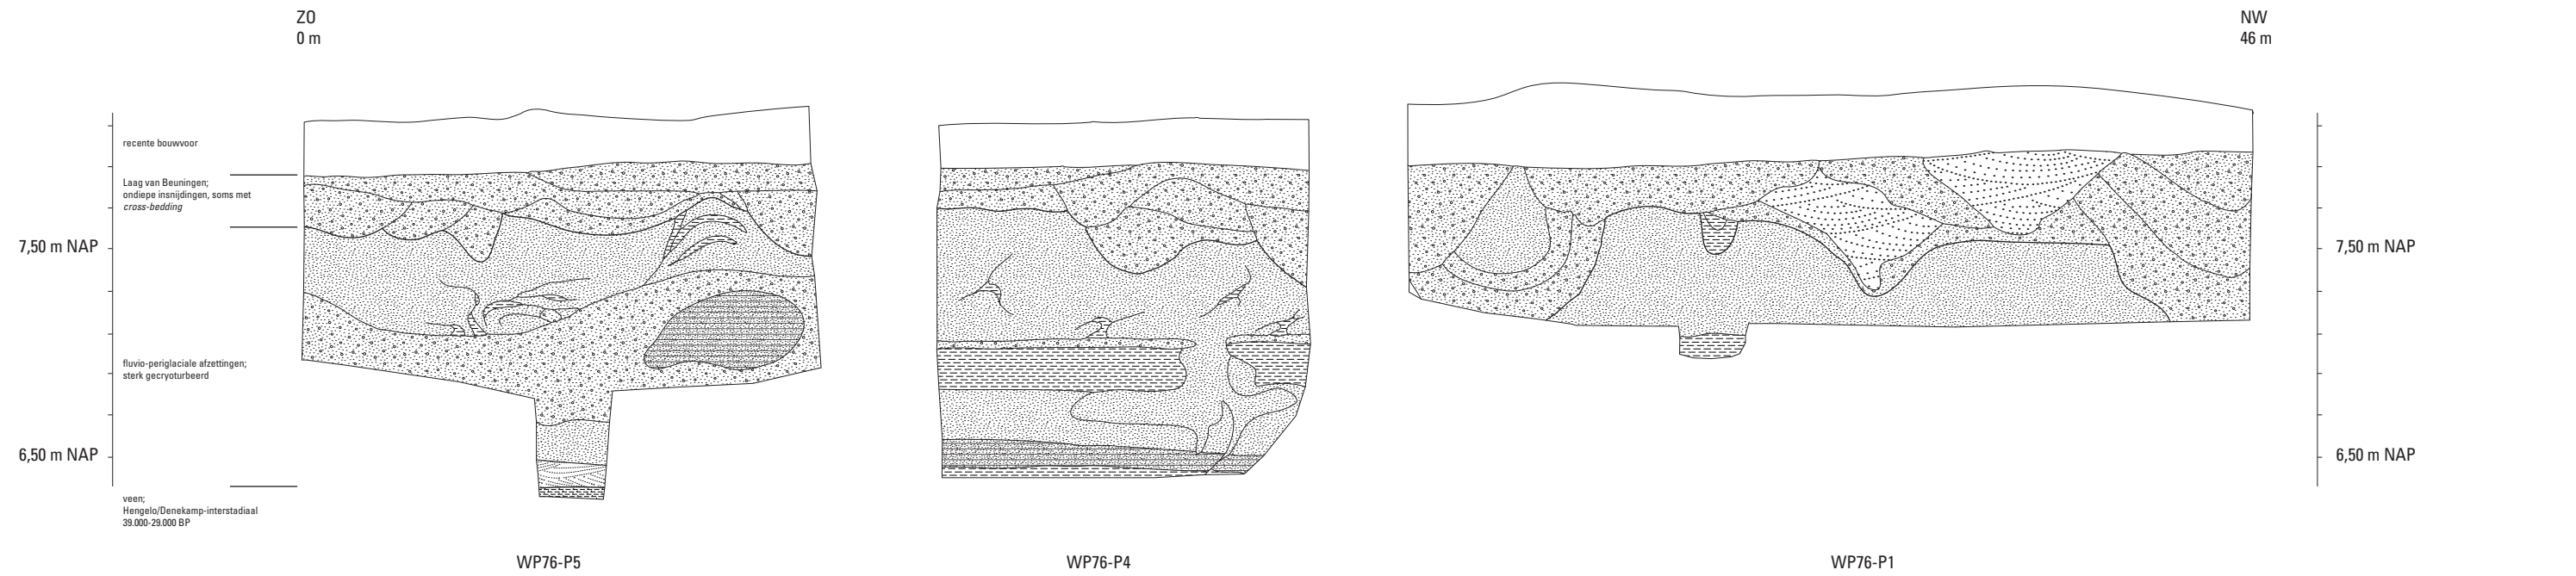 ZO
0 m
NW
46 m
recente bouwvoor
Laag van Beuningen;
ondiepe insnijdingen, soms met
cross-bedding
7,50 m NAP
7,50 m NAP
fluvio-periglaciale afzettingen;
sterk gecryoturbeerd
6,50 m NAP
6,50 m NAP
veen;
Hengelo/Denekamp-interstadiaal
39.000-29.000 BP
WP76-P5
WP76-P4
WP76-P1